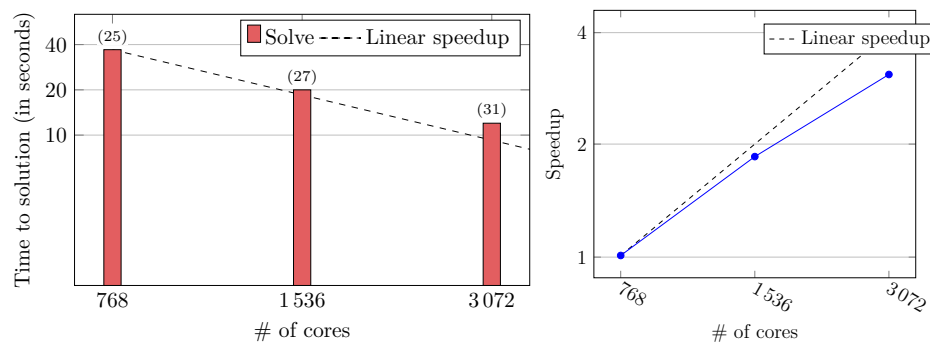 Time to solution (in seconds)
40
20
10
(25)
(27)
(31)
Solve
Linear speedup
768
1 536
3 072
# of cores
Speedup
4
2
1
Linear speedup
768
1 536
3 072
# of cores